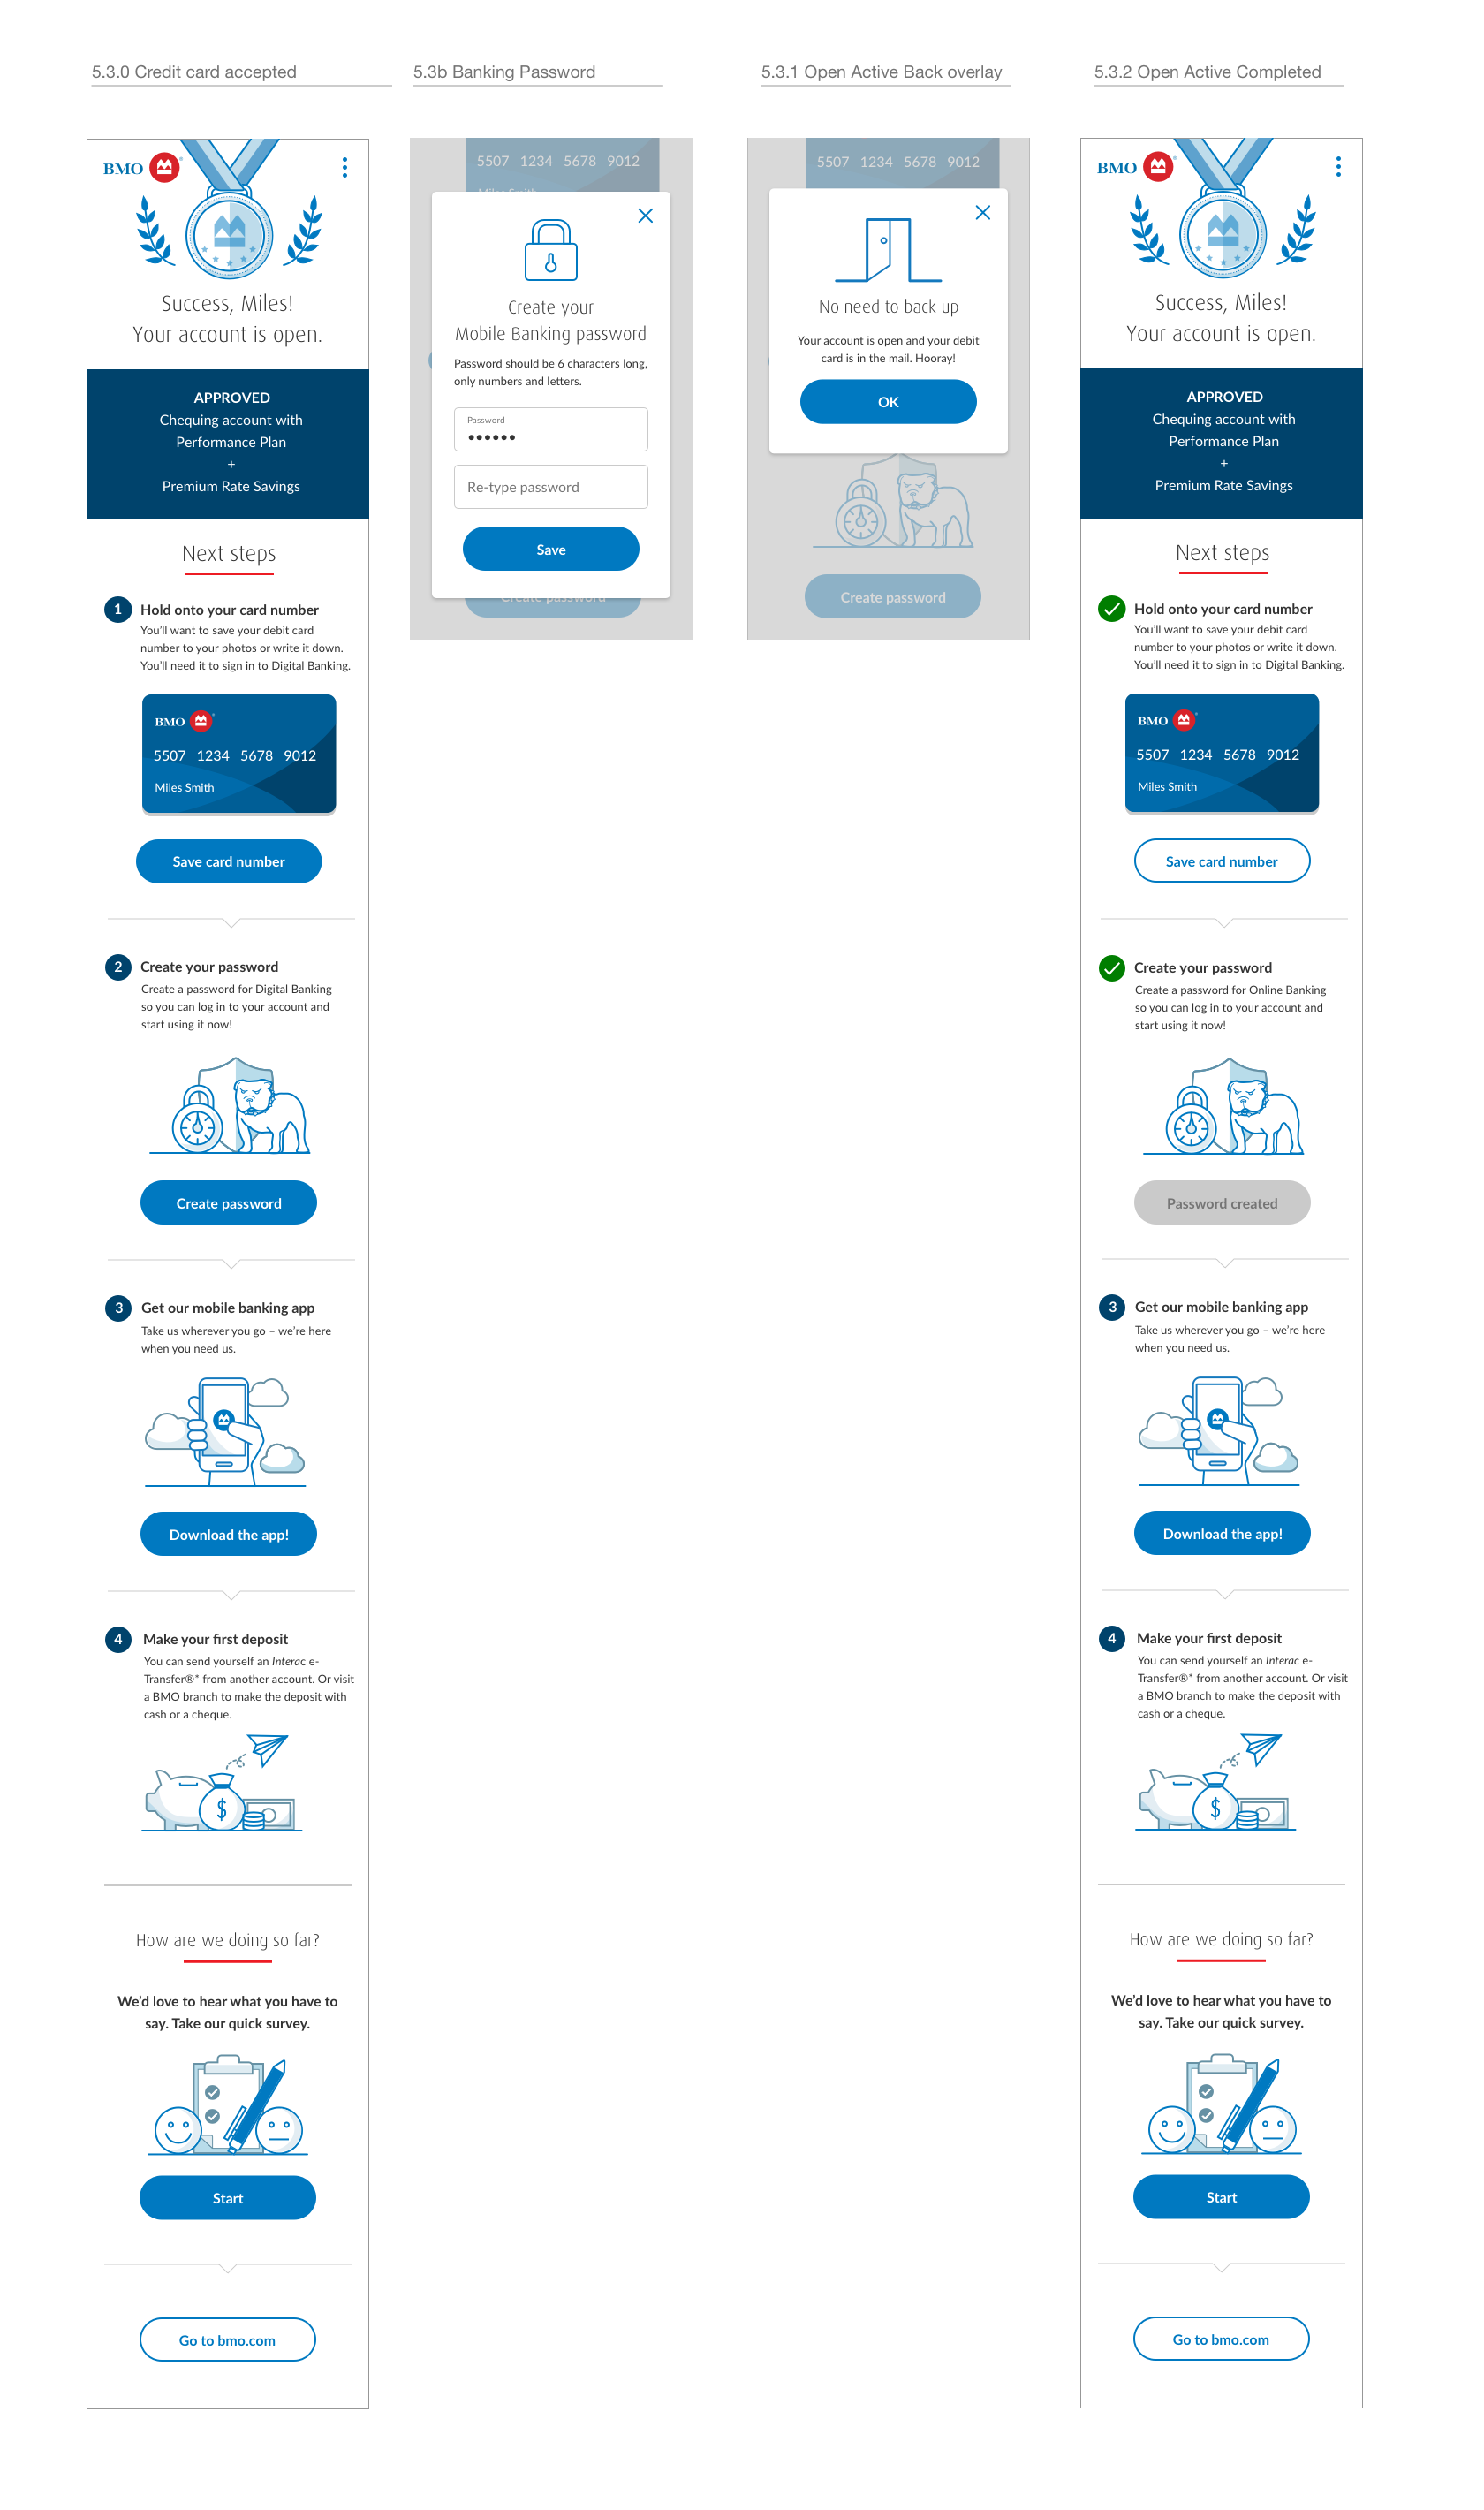 5.3.0 Credit card accepted
BMO
Success, Miles!
Your account is open.
APPROVED
Chequing account with
Performance Plan
+
Premium Rate Savings
Next steps
1 Hold onto your card number
You'll want to save your debit card
number to your photos or write it down.
You'll need it to sign in to Digital Banking.
BMO
5507 1234 5678 9012
Miles Smith
Save card number
2 Create your password
Create a password for Digital Banking
so you can log in to your account and
start using it now!
Create password
3 Get our mobile banking app
Take us wherever you go – we're here
when you need us.
Download the app!
4 Make your first deposit
You can send yourself an Interac e-
Transfer®* from another account. Or visit
a BMO branch to make the deposit with
cash or a cheque.
$
How are we doing so far?
We'd love to hear what you have to
say. Take our quick survey.
Start
Go to bmo.com
5.3b Banking Password
5507 1234 5678 9012
Miles Smith
Create your
Mobile Banking password
Password should be 6 characters long,
only numbers and letters.
Password
••••••
Re-type password
Save
Create password
5.3.1 Open Active Back overlay
5507 1234 5678 9012
No need to back up
Your account is open and your debit
card is in the mail. Hooray!
OK
Create password
5.3.2 Open Active Completed
BMO
Success, Miles!
Your account is open.
APPROVED
Chequing account with
Performance Plan
+
Premium Rate Savings
Next steps
Hold onto your card number
You'll want to save your debit card
number to your photos or write it down.
You'll need it to sign in to Digital Banking.
BMO
5507 1234 5678 9012
Miles Smith
Save card number
Create your password
Create a password for Online Banking
so you can log in to your account and
start using it now!
Password created
3 Get our mobile banking app
Take us wherever you go – we're here
when you need us.
Download the app!
4 Make your first deposit
You can send yourself an Interac e-
Transfer®* from another account. Or visit
a BMO branch to make the deposit with
cash or a cheque.
$
How are we doing so far?
We'd love to hear what you have to
say. Take our quick survey.
Start
Go to bmo.com